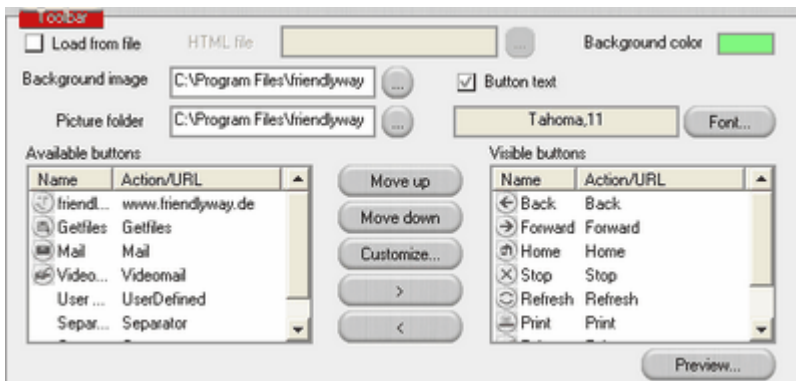 Toolbar
Load from file HTML file ... Background color
Background image C:\Program Files\friendlyway ... Button text
Picture folder C:\Program Files\friendlyway ... Tahoma,11 Font...
Available buttons Visible buttons
Name Action/URL Move up Name Action/URL
friendl... www.friendlyway.de Back Back
Getfiles Getfiles Move down Forward Forward
Mail Mail Customize... Home Home
Video... Videomail Stop Stop
User ... UserDefined > Refresh Refresh
Separ... Separator < Print Print
Preview...